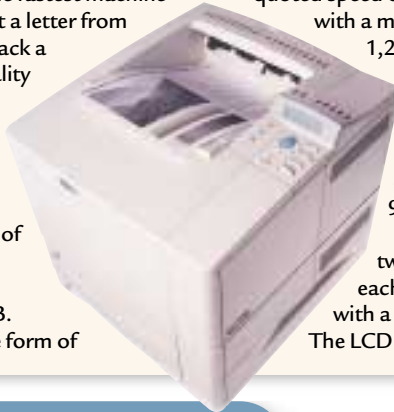 fastest machine
t a letter from
ack a
ality
of
3.
form of
quoted speed
with a m
1,2
9
tw
each
with a
The LCD